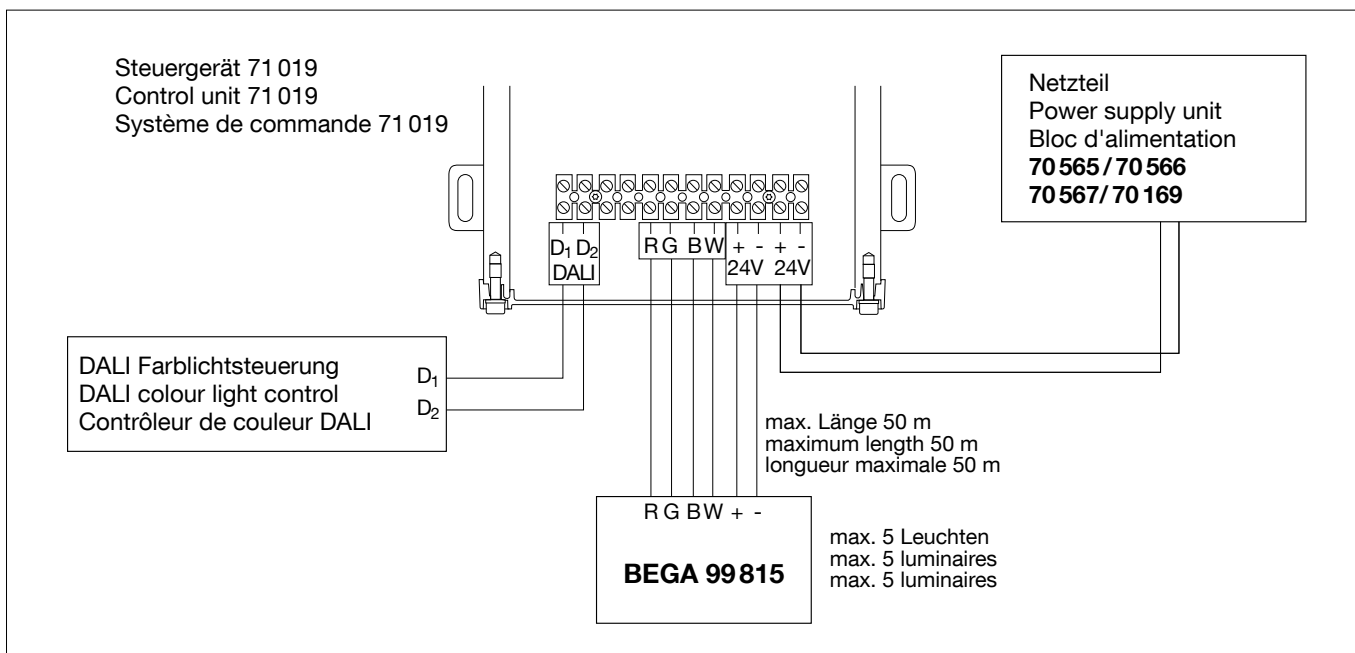 Steuergerät 71 019
Control unit 71 019
Système de commande 71 019
Netzteil
Power supply unit
Bloc d'alimentation
70 565 / 70 566
70 567 / 70 169
D1 D2
DALI
R G B W
+ - + -
24V 24V
DALI Farblichtsteuerung
DALI colour light control
Contrôleur de couleur DALI
D1
D2
max. Länge 50 m
maximum length 50 m
longueur maximale 50 m
R G B W + -
BEGA 99 815
max. 5 Leuchten
max. 5 luminaires
max. 5 luminaires